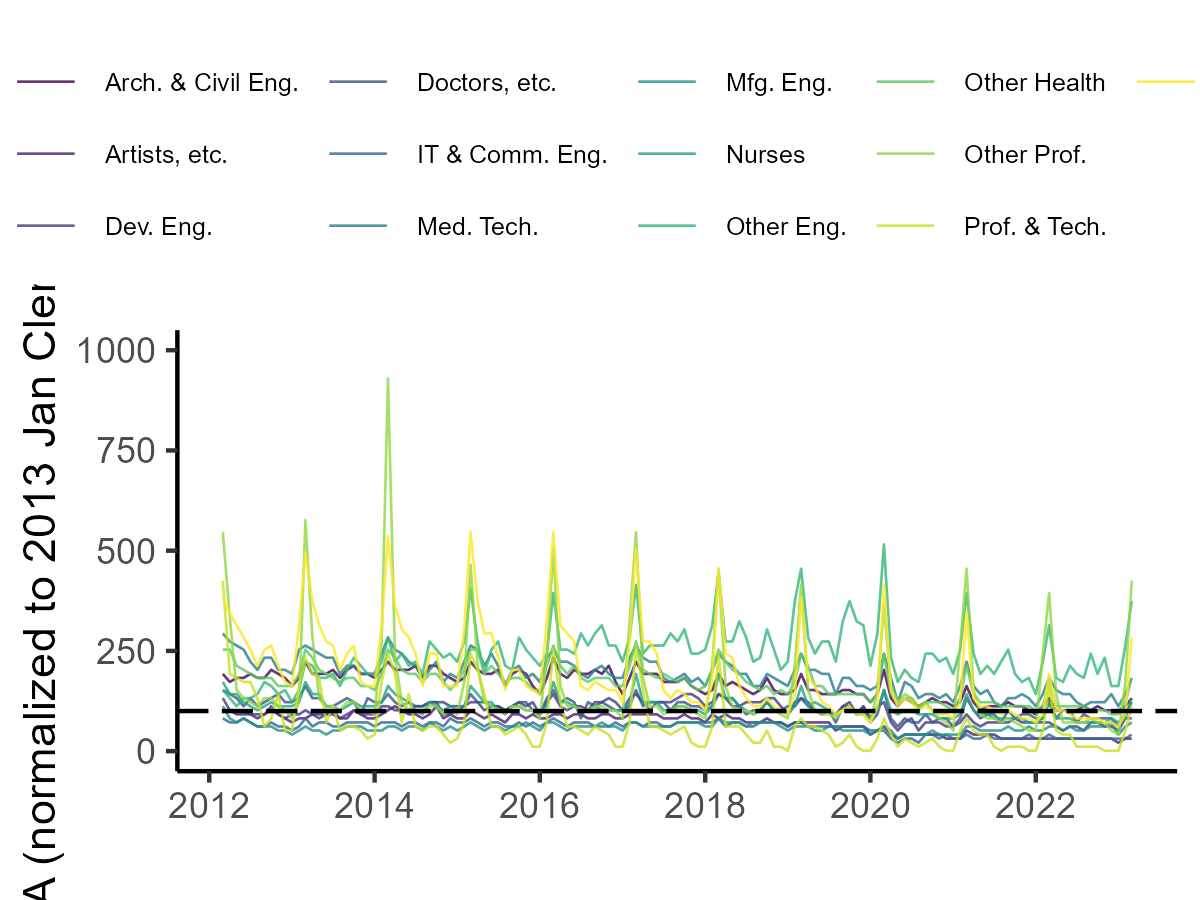 Arch. & Civil Eng. Doctors, etc. Mfg. Eng. Other Health
Artists, etc. IT & Comm. Eng. Nurses Other Prof.
Dev. Eng. Med. Tech. Other Eng. Prof. & Tech.
A (normalized to 2013 Jan
1000
750
500
250
0
2012 2014 2016 2018 2020 2022